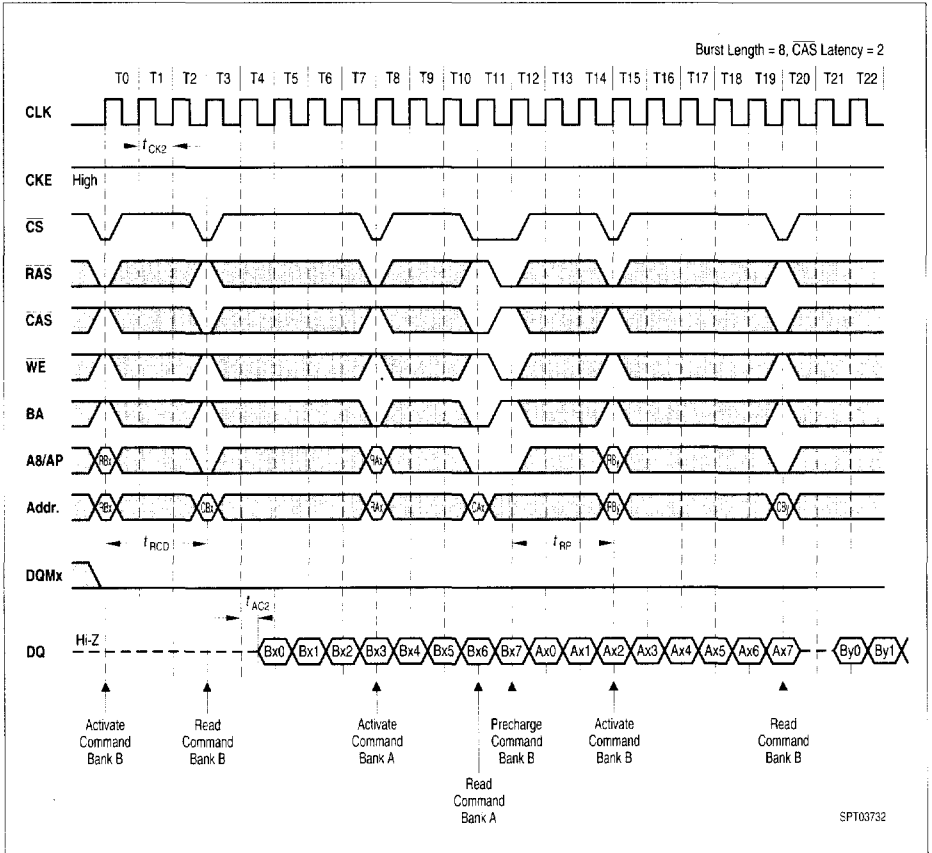 Burst Length = 8, CAS Latency = 2
T0 T1 T2 T3 T4 T5 T6 T7 T8 T9 T10 T11 T12 T13 T14 T15 T16 T17 T18 T19 T20 T21 T22
CLK
tCK2
CKE High
CS
RAS
CAS
WE
BA
A8/AP RBx RAx RBy
Addr. RBx CBx RAx CAx RBy CBy
tRCD tRP
DQMx
tAC2
DQ Hi-Z Bx0 Bx1 Bx2 Bx3 Bx4 Bx5 Bx6 Bx7 Ax0 Ax1 Ax2 Ax3 Ax4 Ax5 Ax6 Ax7 By0 By1
Activate Command Bank B
Read Command Bank B
Activate Command Bank A
Read Command Bank A
Precharge Command Bank B
Activate Command Bank B
Read Command Bank B
SPT03732